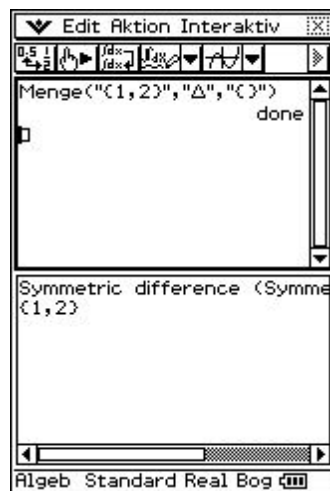 Edit Aktion Interaktiv
Menge("{1,2}","Δ","{}")
done
Symmetric difference (Symme
{1,2}
Algeb Standard Real Bog